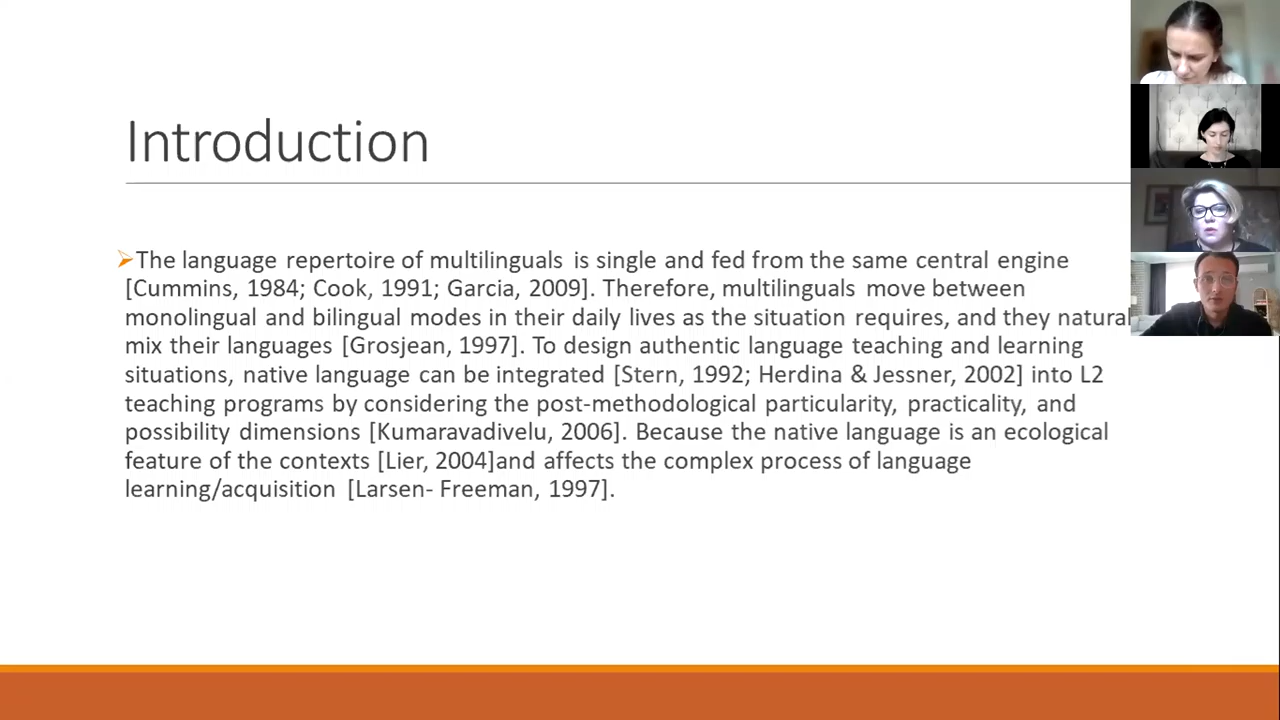 Introduction
The language repertoire of multilinguals is single and fed from the same central engine
[Cummins, 1984; Cook, 1991; Garcia, 2009]. Therefore, multilinguals move between
monolingual and bilingual modes in their daily lives as the situation requires, and they natural
mix their languages [Grosjean, 1997]. To design authentic language teaching and learning
situations, native language can be integrated [Stern, 1992; Herdina & Jessner, 2002] into L2
teaching programs by considering the post-methodological particularity, practicality, and
possibility dimensions [Kumaravadivelu, 2006]. Because the native language is an ecological
feature of the contexts [Lier, 2004]and affects the complex process of language
learning/acquisition [Larsen- Freeman, 1997].